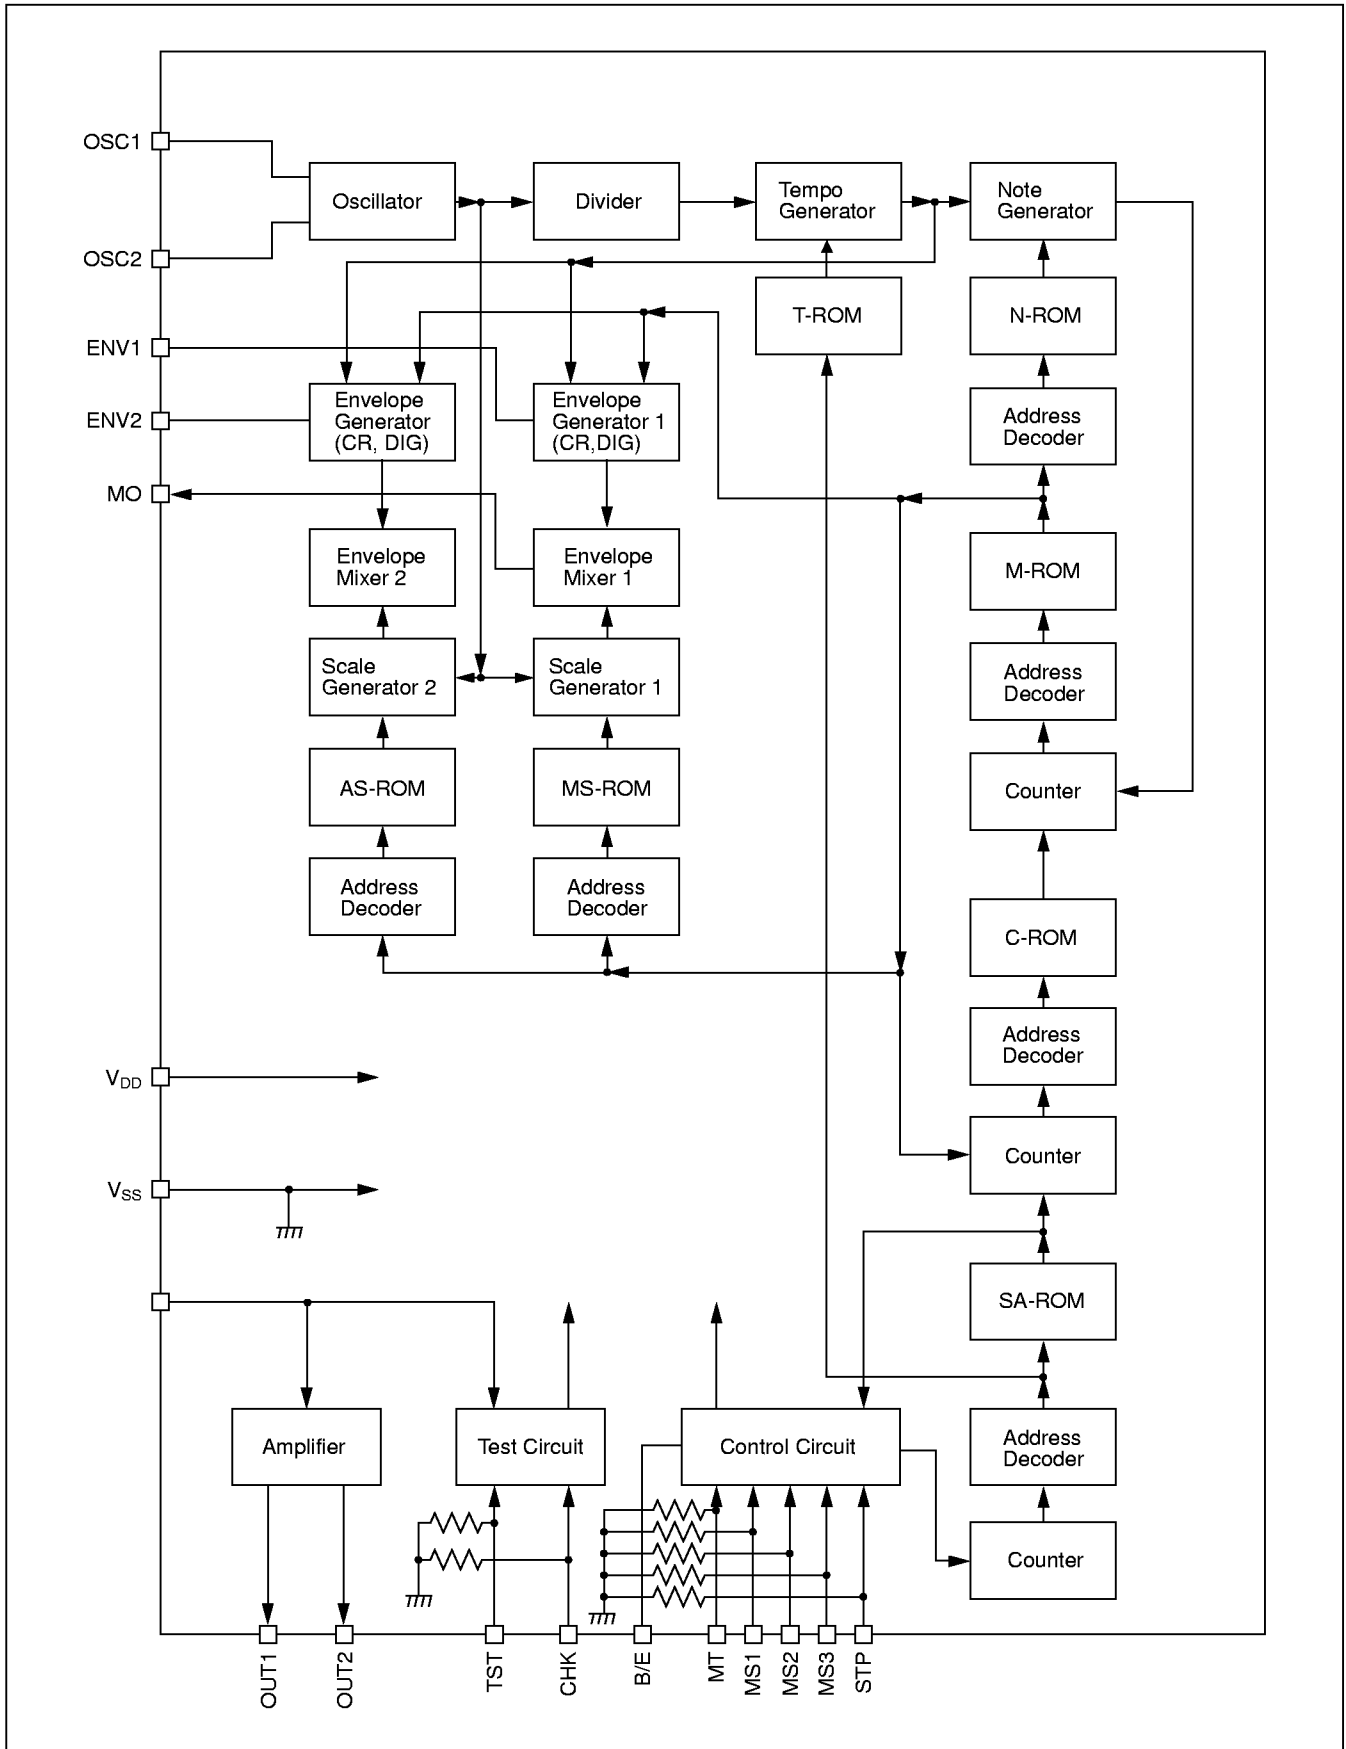 OSC1
Oscillator
Divider
Tempo
Generator
Note
Generator
OSC2
T-ROM
N-ROM
ENV1
ENV2
Envelope
Generator
(CR, DIG)
Envelope
Generator 1
(CR,DIG)
Address
Decoder
MO
Envelope
Mixer 2
Envelope
Mixer 1
M-ROM
Scale
Generator 2
Scale
Generator 1
Address
Decoder
AS-ROM
MS-ROM
Counter
Address
Decoder
Address
Decoder
C-ROM
Address
Decoder
VDD
Counter
VSS
SA-ROM
Amplifier
Test Circuit
Control Circuit
Address
Decoder
Counter
OUT1
OUT2
TST
CHK
B/E
MT
MS1
MS2
MS3
STP